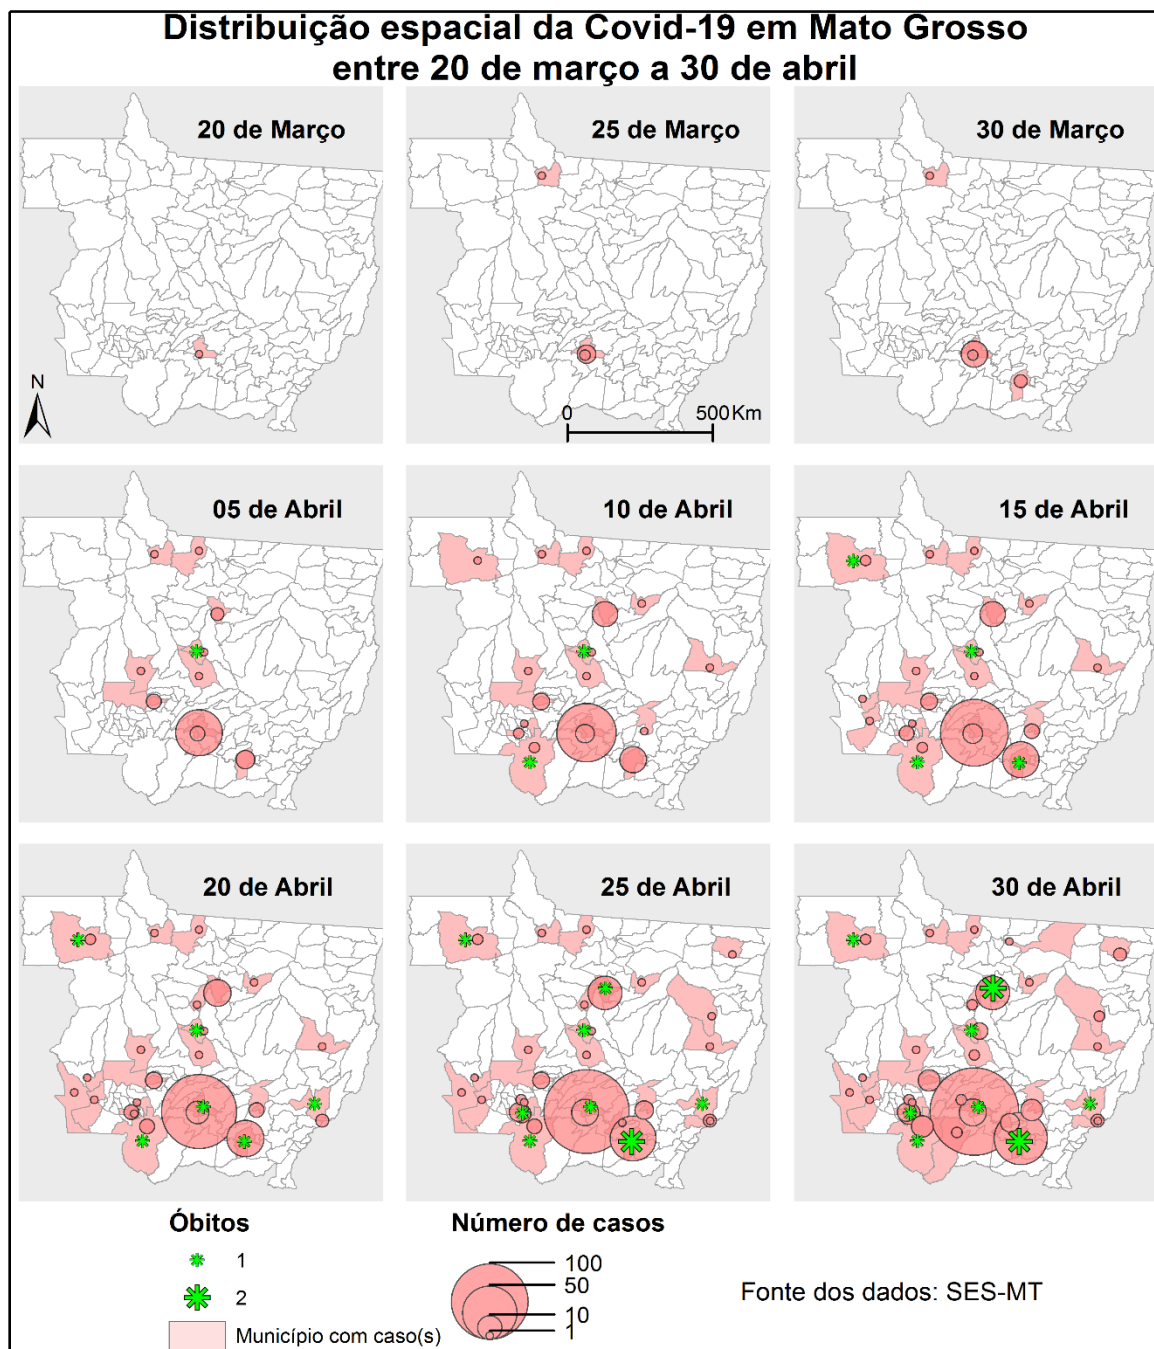 Distribuição espacial da Covid-19 em Mato Grosso
entre 20 de março a 30 de abril
20 de Março
25 de Março
30 de Março
N
0 500 Km
05 de Abril
10 de Abril
15 de Abril
20 de Abril
25 de Abril
30 de Abril
Óbitos
1
2
Município com caso(s)
Número de casos
100
50
10
1
Fonte dos dados: SES-MT